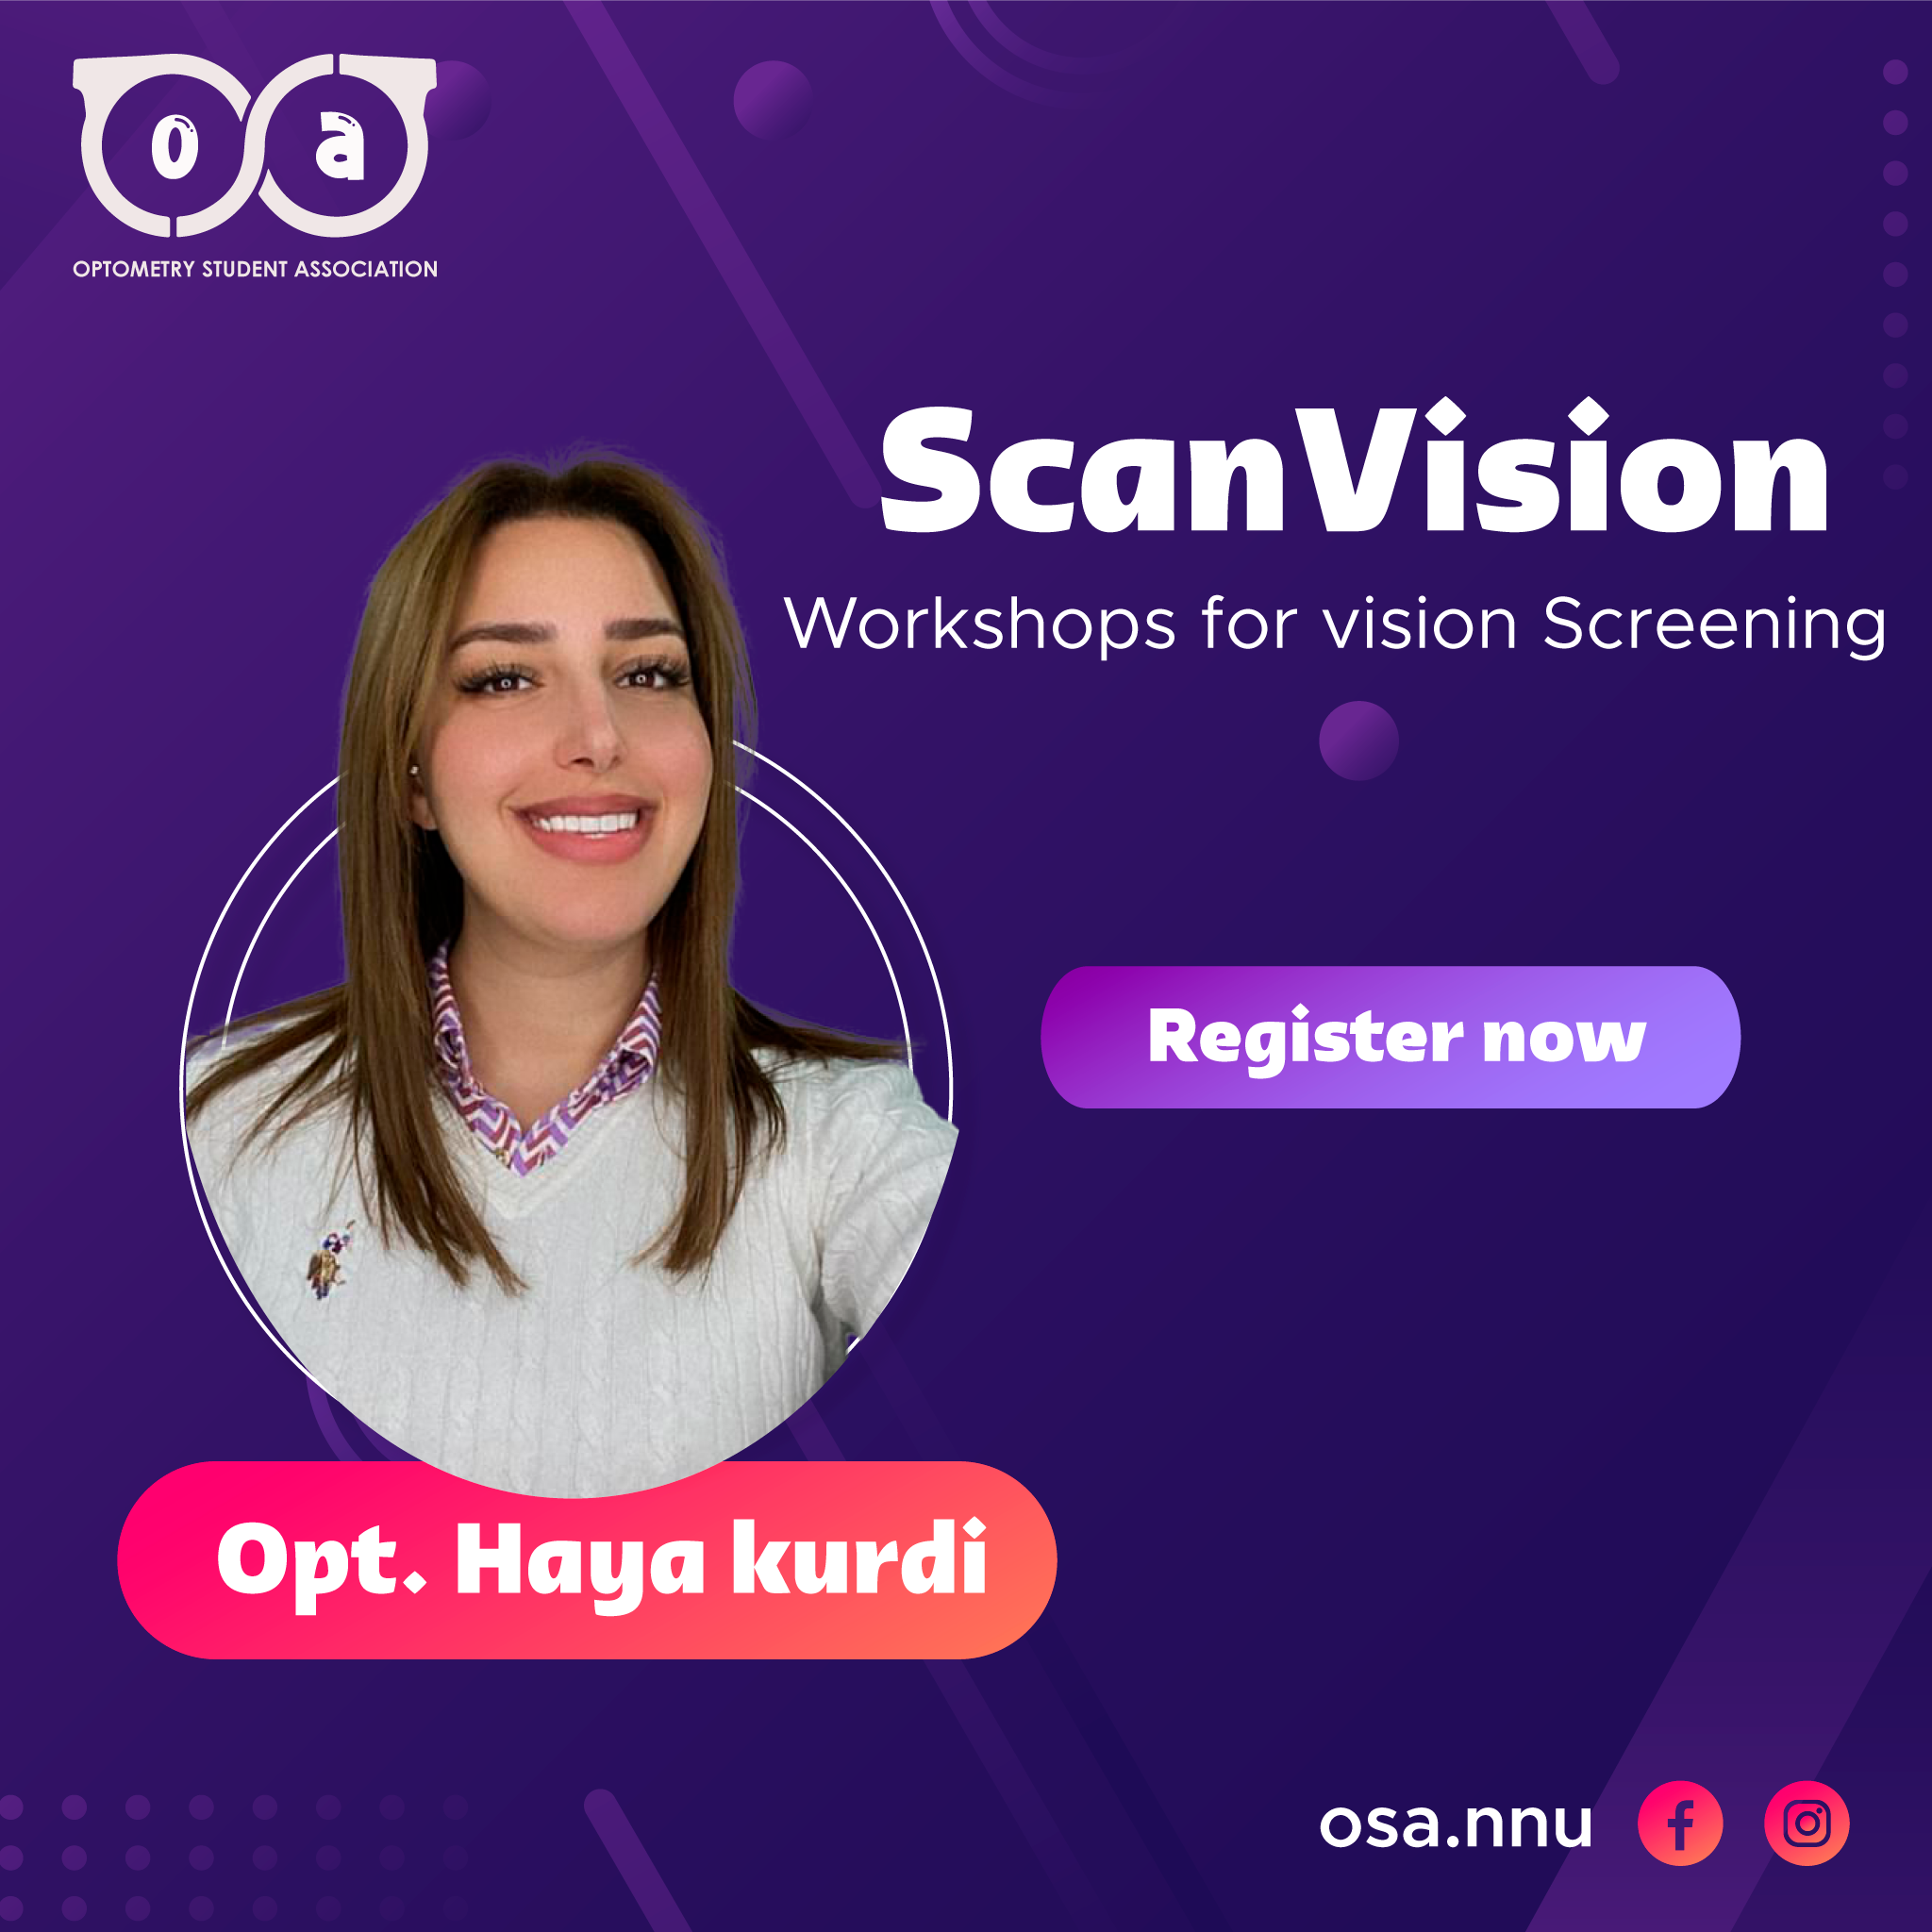 o a
OPTOMETRY STUDENT ASSOCIATION
ScanVision
Workshops for vision Screening
Register now
Opt. Haya kurdi
osa.nnu